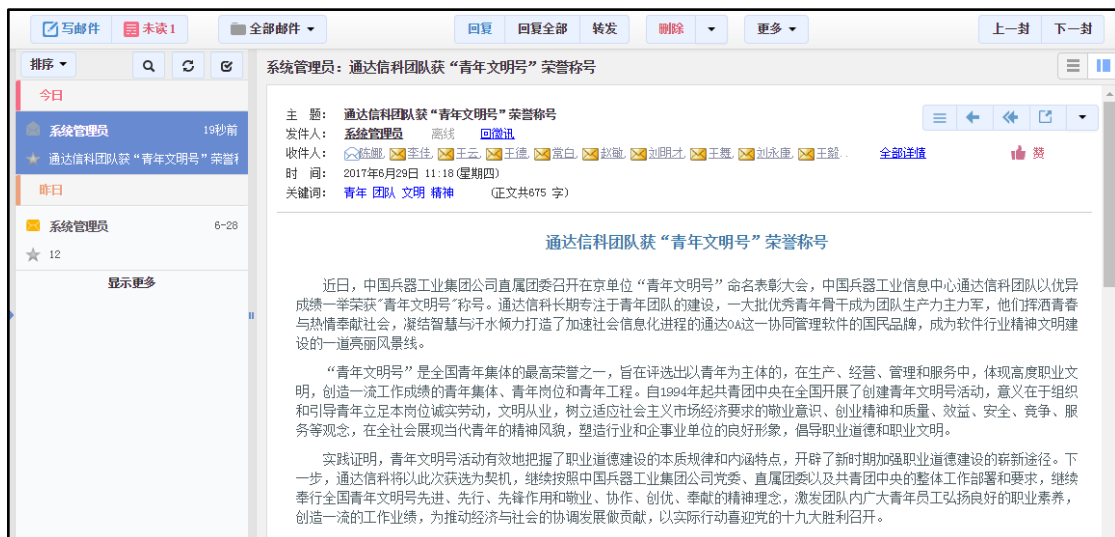 写邮件 未读1 全部邮件 回复 回复全部 转发 删除 更多 上一封 下一封
排序
今日
系统管理员 19秒前
通达信科团队获“青年文明号”荣誉
昨日
系统管理员 6-28
12
显示更多
系统管理员：通达信科团队获“青年文明号”荣誉称号
主 题： 通达信科团队获“青年文明号”荣誉称号
发件人： 系统管理员 离线 回微讯
收件人： 陈娜, 李佳, 王云, 王德, 常白, 赵敏, 刘明才, 王舞, 刘永康, 王毅.. 全部详情 赞
时 间： 2017年6月29日 11:18(星期四)
关键词： 青年 团队 文明 精神 (正文共675 字)
通达信科团队获“青年文明号”荣誉称号
近日，中国兵器工业集团公司直属团委召开在京单位“青年文明号”命名表彰大会，中国兵器工业信息中心通达信科团队以优异
成绩一举荣获"青年文明号"称号。通达信科长期专注于青年团队的建设，一大批优秀青年骨干成为团队生产力主力军，他们挥洒青春
与热情奉献社会，凝结智慧与汗水倾力打造了加速社会信息化进程的通达OA这一协同管理软件的国民品牌，成为软件行业精神文明建
设的一道亮丽风景线。
“青年文明号”是全国青年集体的最高荣誉之一，旨在评选出以青年为主体的，在生产、经营、管理和服务中，体现高度职业文
明，创造一流工作成绩的青年集体、青年岗位和青年工程。自1994年起共青团中央在全国开展了创建青年文明号活动，意义在于组织
和引导青年立足本岗位诚实劳动，文明从业，树立适应社会主义市场经济要求的敬业意识、创业精神和质量、效益、安全、竞争、服
务等观念，在全社会展现当代青年的精神风貌，塑造行业和企事业单位的良好形象，倡导职业道德和职业文明。
实践证明，青年文明号活动有效地把握了职业道德建设的本质规律和内涵特点，开辟了新时期加强职业道德建设的崭新途径。下
一步，通达信科将以此次获选为契机，继续按照中国兵器工业集团公司党委、直属团委以及共青团中央的整体工作部署和要求，继续
奉行全国青年文明号先进、先行、先锋作用和敬业、协作、创优、奉献的精神理念，激发团队内广大青年员工弘扬良好的职业素养，
创造一流的工作业绩，为推动经济与社会的协调发展做贡献，以实际行动喜迎党的十九大胜利召开。